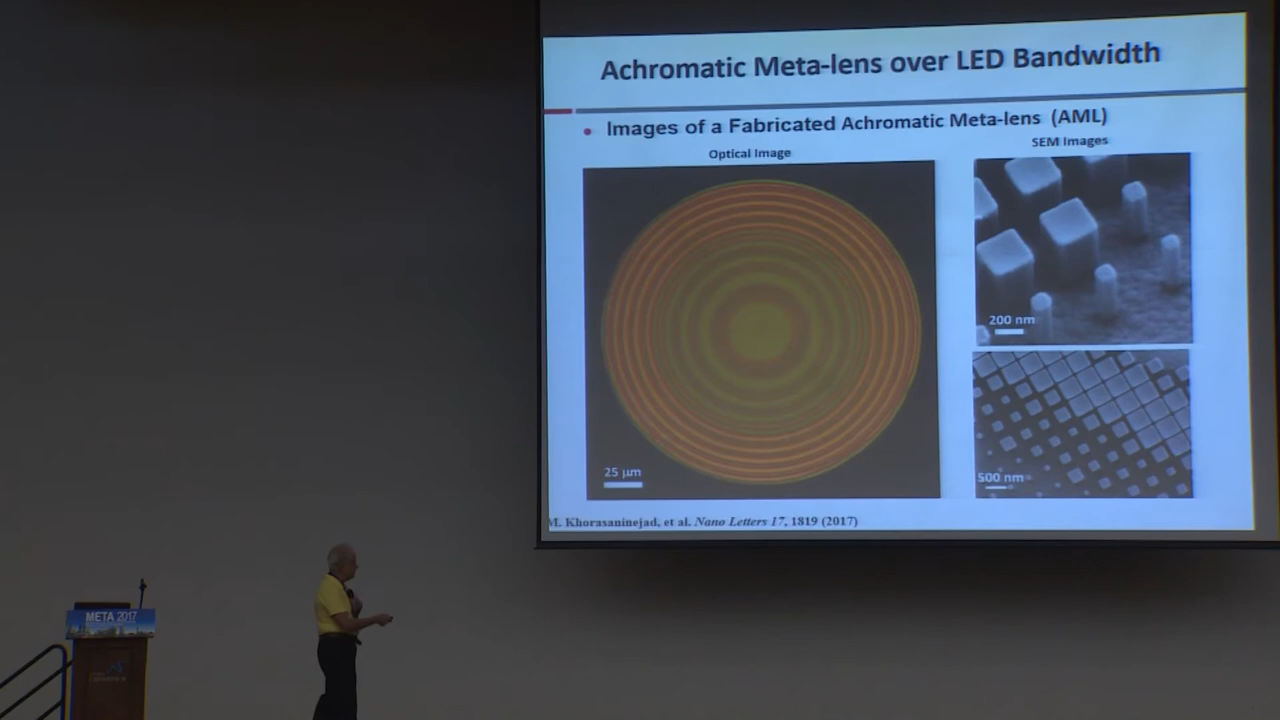 Achromatic Meta-lens over LED Bandwidth
• Images of a Fabricated Achromatic Meta-lens (AML)
Optical Image
SEM Images
200 nm
25 µm
500 nm
M. Khorasaninejad, et al. Nano Letters 17, 1819 (2017)
META 2017